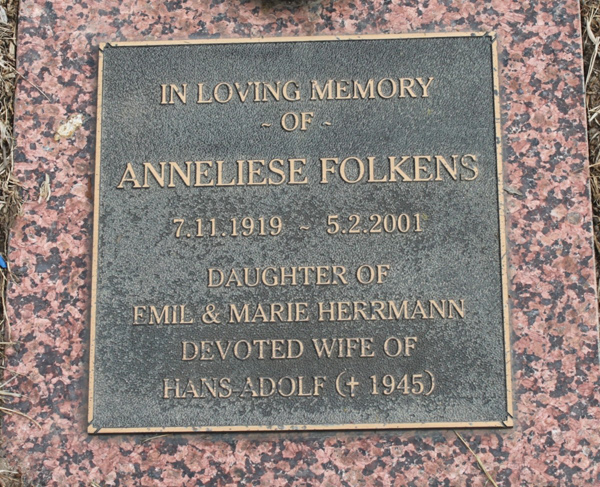 IN LOVING MEMORY
~ OF ~
ANNELIESE FOLKENS
7.11.1919 ~ 5.2.2001
DAUGHTER OF
EMIL & MARIE HERRMANN
DEVOTED WIFE OF
HANS ADOLF († 1945)